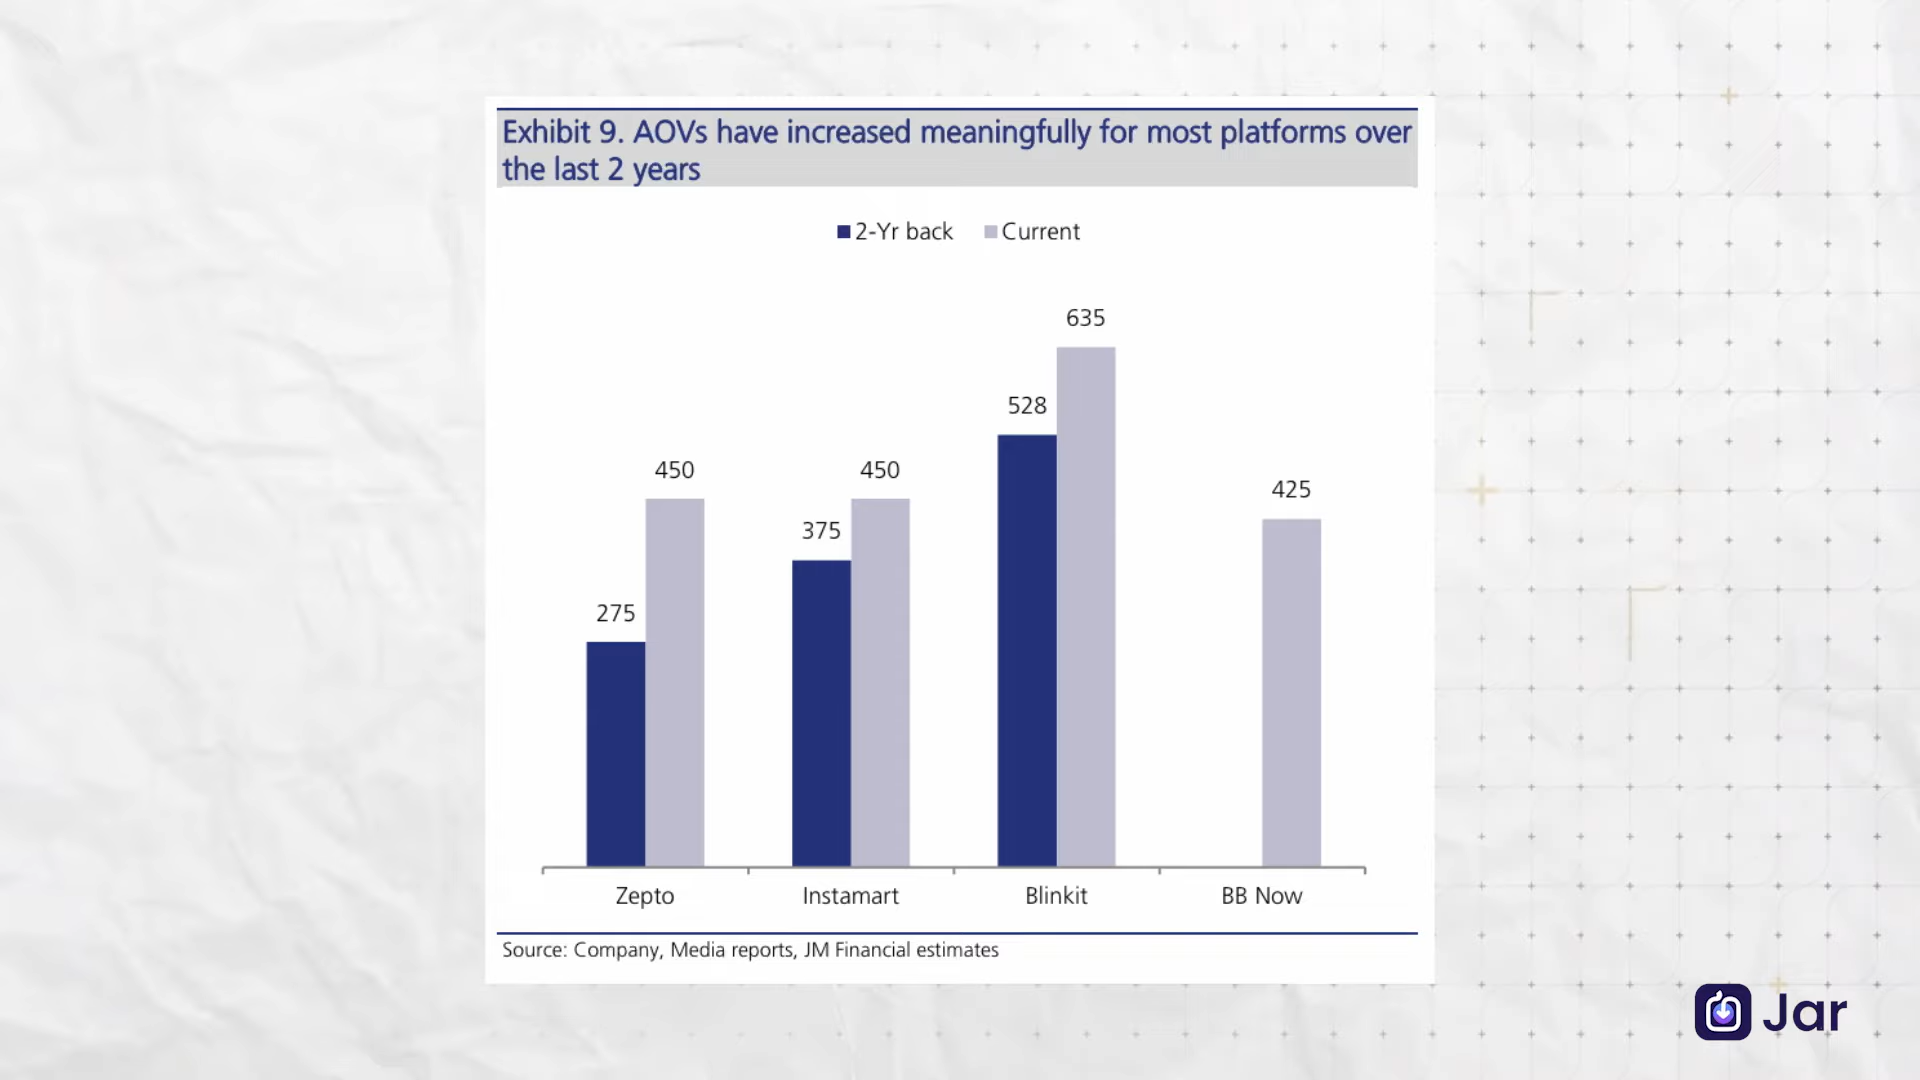 Exhibit 9. AOVs have increased meaningfully for most platforms over
the last 2 years
2-Yr back Current
635
528
450 450
425
375
275
Zepto Instamart Blinkit BB Now
Source: Company, Media reports, JM Financial estimates
Jar